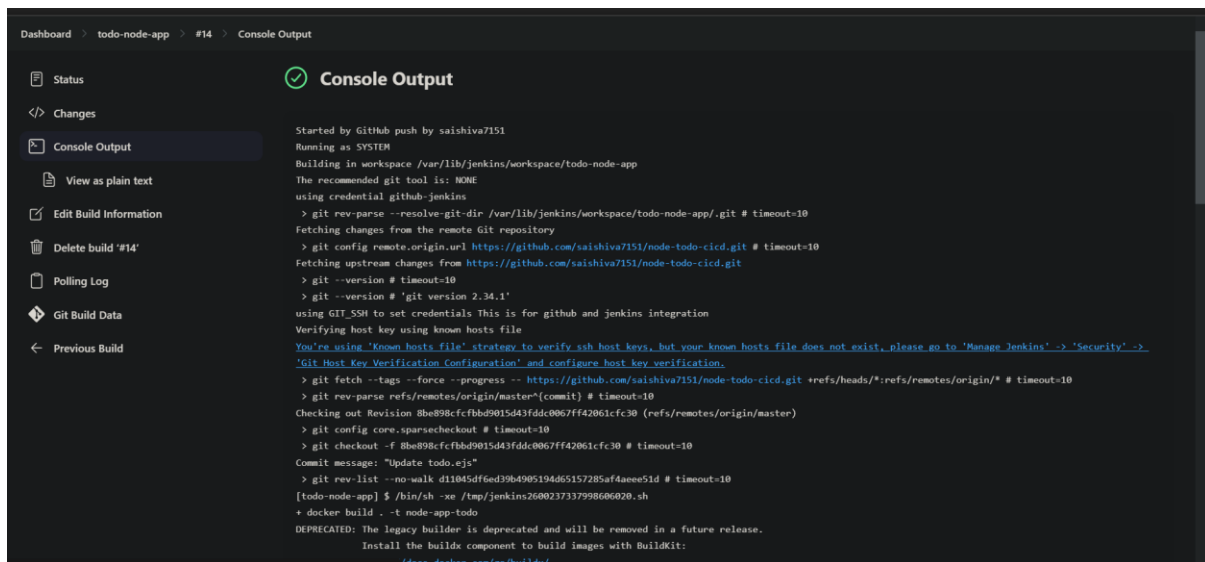 Dashboard > todo-node-app > #14 > Console Output
Status
Changes
Console Output
View as plain text
Edit Build Information
Delete build ‘#14’
Polling Log
Git Build Data
Previous Build
Console Output
Started by GitHub push by saishiva7151
Running as SYSTEM
Building in workspace /var/lib/jenkins/workspace/todo-node-app
The recommended git tool is: NONE
using credential github-jenkins
> git rev-parse --resolve-git-dir /var/lib/jenkins/workspace/todo-node-app/.git # timeout=10
Fetching changes from the remote Git repository
> git config remote.origin.url https://github.com/saishiva7151/node-todo-cicd.git # timeout=10
Fetching upstream changes from https://github.com/saishiva7151/node-todo-cicd.git
> git --version # timeout=10
> git --version # 'git version 2.34.1'
using GIT_SSH to set credentials This is for github and jenkins integration
Verifying host key using known hosts file
You're using 'Known hosts file' strategy to verify ssh host keys, but your known hosts file does not exist, please go to 'Manage Jenkins' -> 'Security' ->
'Git Host Key Verification Configuration' and configure host key verification.
> git fetch --tags --force --progress -- https://github.com/saishiva7151/node-todo-cicd.git +refs/heads/*:refs/remotes/origin/* # timeout=10
> git rev-parse refs/remotes/origin/master^{commit} # timeout=10
Checking out Revision 8be898cfcfbbd9015d43fddc0067ff42061cfc30 (refs/remotes/origin/master)
> git config core.sparsecheckout # timeout=10
> git checkout -f 8be898cfcfbbd9015d43fddc0067ff42061cfc30 # timeout=10
Commit message: "Update todo.ejs"
> git rev-list --no-walk d11045df6ed39b4905194d65157285af4aeee51d # timeout=10
[todo-node-app] $ /bin/sh -xe /tmp/jenkins2600237337998606020.sh
+ docker build . -t node-app-todo
DEPRECATED: The legacy builder is deprecated and will be removed in a future release.
Install the buildx component to build images with BuildKit: